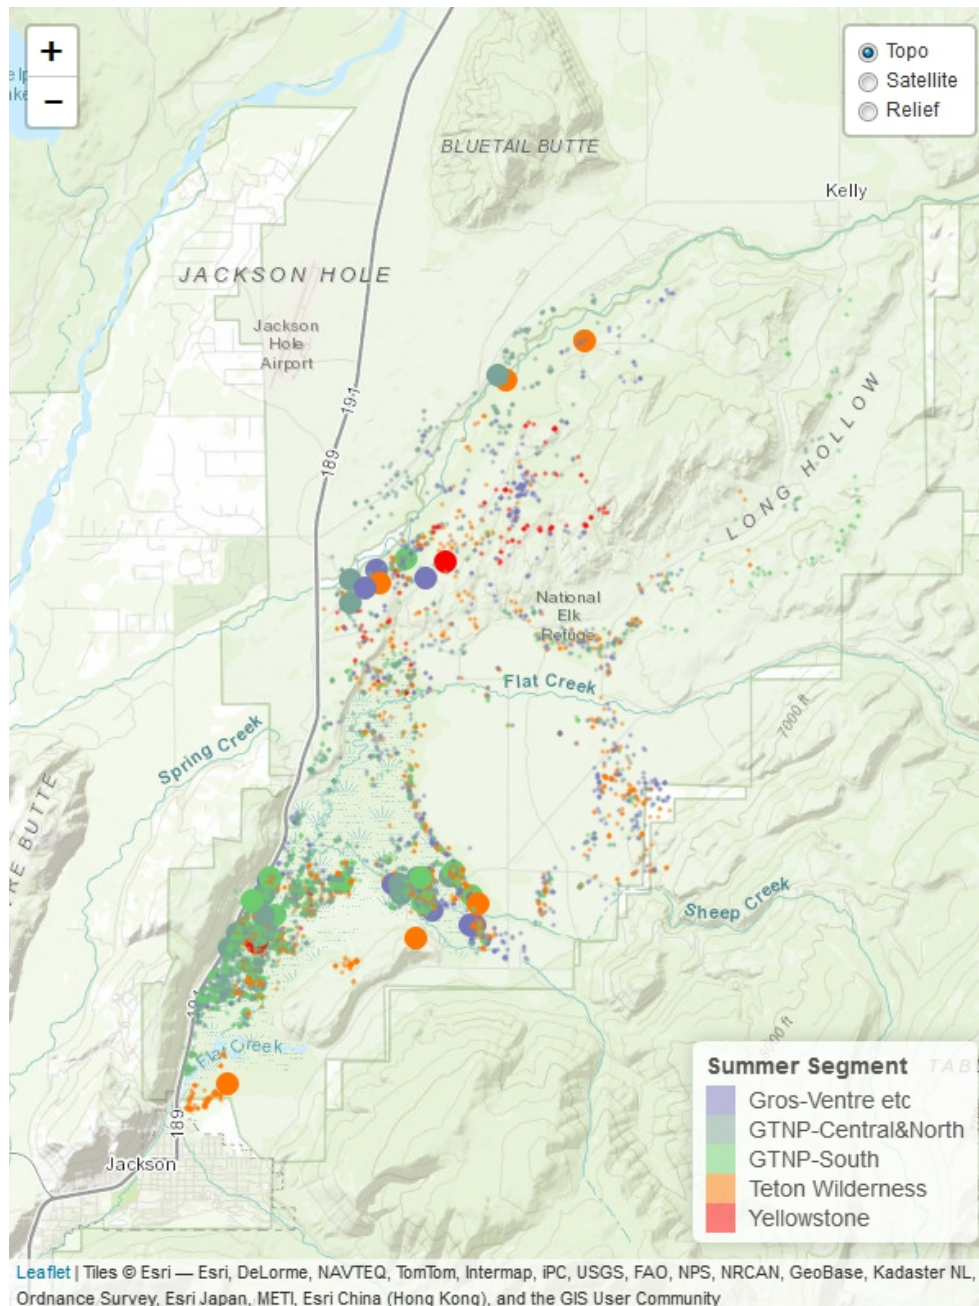 +
−
Topo
Satellite
Relief
BLUETAIL BUTTE
Kelly
JACKSON HOLE
Jackson
Hole
Airport
191
189
LONG HOLLOW
National
Elk
Refuge
Flat Creek
7000 ft
Spring Creek
Sheep Creek
BUTTE
191
Flat Creek
189
Jackson
Summer Segment
Gros-Ventre etc
GTNP-Central&North
GTNP-South
Teton Wilderness
Yellowstone
Leaflet | Tiles © Esri — Esri, DeLorme, NAVTEQ, TomTom, Intermap, iPC, USGS, FAO, NPS, NRCAN, GeoBase, Kadaster NL,
Ordnance Survey, Esri Japan, METI, Esri China (Hong Kong), and the GIS User Community